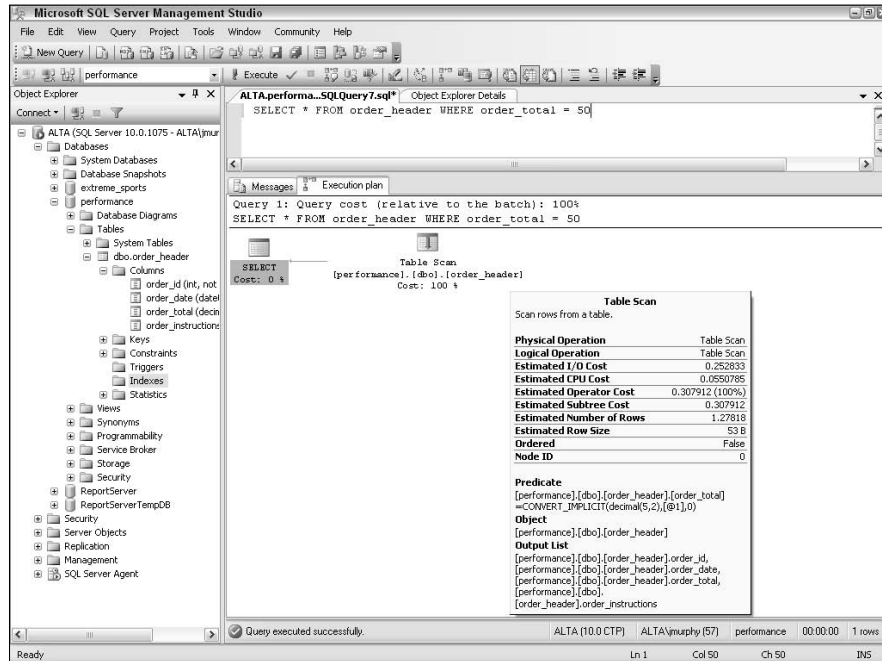 Microsoft SQL Server Management Studio
File Edit View Query Project Tools Window Community Help
New Query
performance
Execute
Object Explorer
Connect
ALTA (SQL Server 10.0.1075 - ALTA\jmur
Databases
System Databases
Database Snapshots
extreme_sports
performance
Database Diagrams
Tables
System Tables
dbo.order_header
Columns
order_id (int, not
order_date (datet
order_total (decin
order_instructions
Keys
Constraints
Triggers
Indexes
Statistics
Views
Synonyms
Programmability
Service Broker
Storage
Security
ReportServer
ReportServerTempDB
Security
Server Objects
Replication
Management
SQL Server Agent
ALTA.performa...SQLQuery7.sql* Object Explorer Details
SELECT * FROM order_header WHERE order_total = 50
Messages Execution plan
Query 1: Query cost (relative to the batch): 100%
SELECT * FROM order_header WHERE order_total = 50
SELECT
Cost: 0 %
Table Scan
[performance].[dbo].[order_header]
Cost: 100 %
Table Scan
Scan rows from a table.
Physical Operation Table Scan
Logical Operation Table Scan
Estimated I/O Cost 0.252833
Estimated CPU Cost 0.0550785
Estimated Operator Cost 0.307912 (100%)
Estimated Subtree Cost 0.307912
Estimated Number of Rows 1.27818
Estimated Row Size 53 B
Ordered False
Node ID 0
Predicate
[performance].[dbo].[order_header].[order_total]
=CONVERT_IMPLICIT(decimal(5,2),[@1],0)
Object
[performance].[dbo].[order_header]
Output List
[performance].[dbo].[order_header].order_id,
[performance].[dbo].[order_header].order_date,
[performance].[dbo].[order_header].order_total,
[performance].[dbo].
[order_header].order_instructions
Query executed successfully. ALTA (10.0 CTP) ALTA\jmurphy (57) performance 00:00:00 1 rows
Ready Ln 1 Col 50 Ch 50 INS